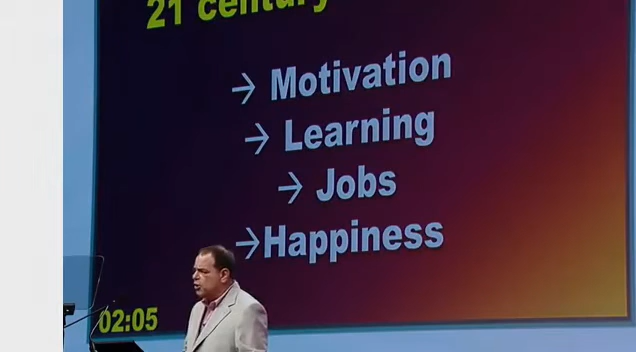 21 century
→ Motivation
→ Learning
→ Jobs
→Happiness
02:05